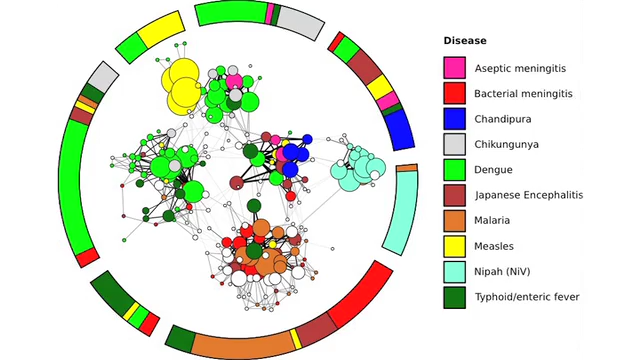 Disease
Aseptic meningitis
Bacterial meningitis
Chandipura
Chikungunya
Dengue
Japanese Encephalitis
Malaria
Measles
Nipah (NiV)
Typhoid/enteric fever